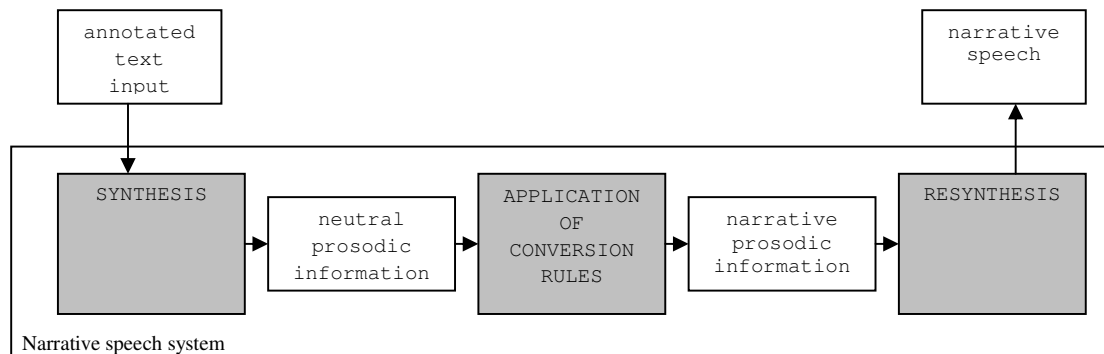 annotated
text
input
narrative
speech
SYNTHESIS
neutral
prosodic
information
APPLICATION
OF
CONVERSION
RULES
narrative
prosodic
information
RESYNTHESIS
Narrative speech system